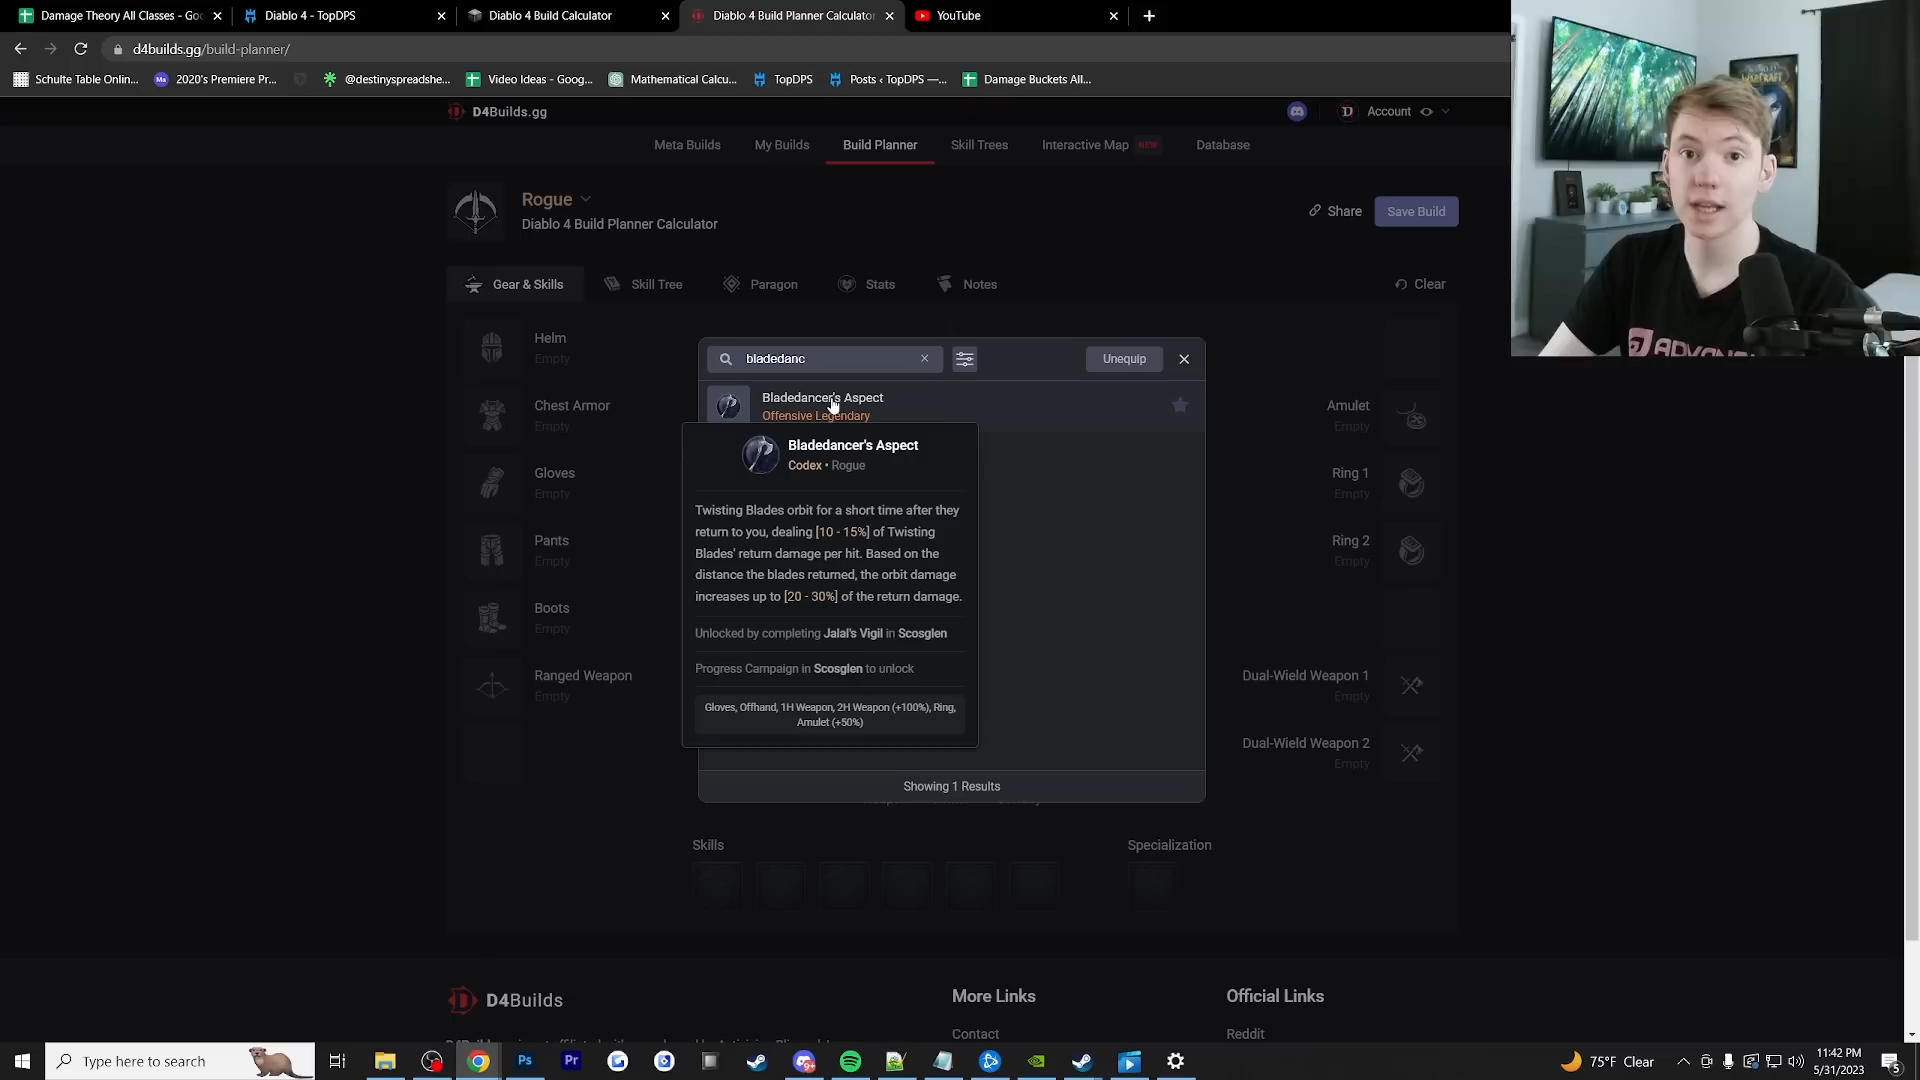 Damage Theory All Classes - Goo
Diablo 4 - TopDPS
Diablo 4 Build Calculator
Diablo 4 Build Planner Calculator
YouTube
d4builds.gg/build-planner/
Schulte Table Onlin...
2020's Premiere Pr...
@destinyspreadshe...
Video Ideas - Goog...
Mathematical Calcu...
TopDPS
Posts ‹ TopDPS —...
Damage Buckets All...
D4Builds.gg
Account
Meta Builds
My Builds
Build Planner
Skill Trees
Interactive Map NEW
Database
Rogue
Diablo 4 Build Planner Calculator
Share
Save Build
Gear & Skills
Skill Tree
Paragon
Stats
Notes
Clear
Helm
Empty
Chest Armor
Empty
Gloves
Empty
Pants
Empty
Boots
Empty
Ranged Weapon
Empty
bladedanc
Unequip
Bladedancer's Aspect
Offensive Legendary
Bladedancer's Aspect
Codex • Rogue
Twisting Blades orbit for a short time after they
return to you, dealing [10 - 15%] of Twisting
Blades' return damage per hit. Based on the
distance the blades returned, the orbit damage
increases up to [20 - 30%] of the return damage.
Unlocked by completing Jalal's Vigil in Scosglen
Progress Campaign in Scosglen to unlock
Gloves, Offhand, 1H Weapon, 2H Weapon (+100%), Ring,
Amulet (+50%)
Showing 1 Results
Amulet
Empty
Ring 1
Empty
Ring 2
Empty
Dual-Wield Weapon 1
Empty
Dual-Wield Weapon 2
Empty
Skills
Specialization
D4Builds
More Links
Official Links
Contact
Reddit
Type here to search
75°F Clear
11:42 PM
5/31/2023